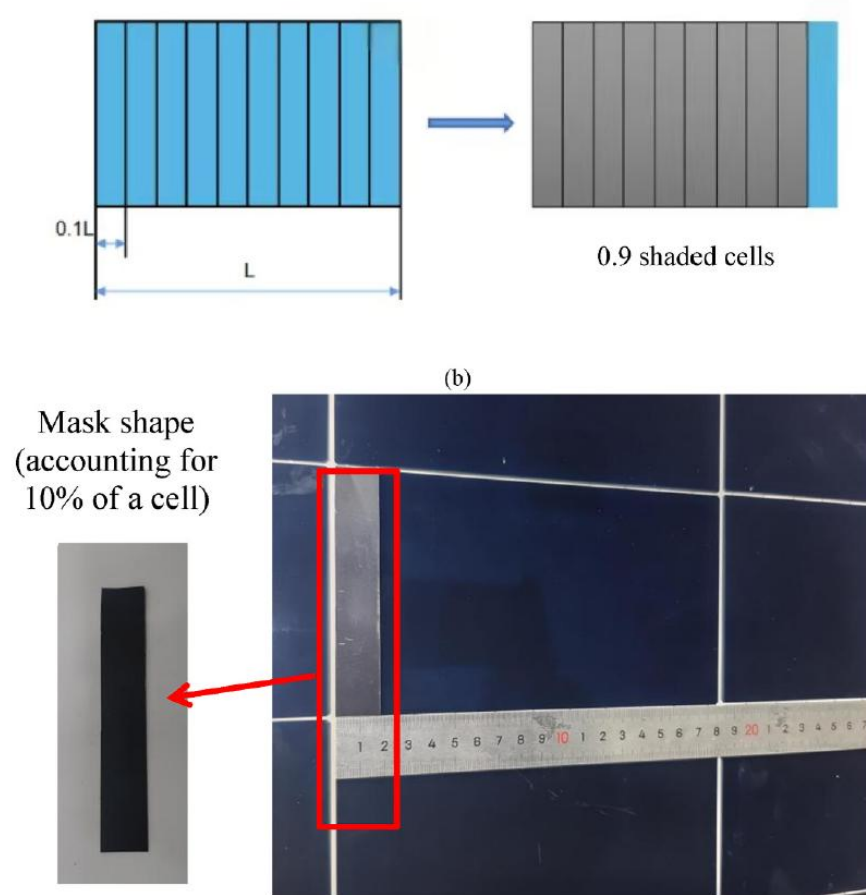 0.1L
L
0.9 shaded cells
(b)
Mask shape
(accounting for
10% of a cell)
1 2 3 4 5 6 7 8 9 10 1 2 3 4 5 6 7 8 9 20 1 2 3 4 5 6 7